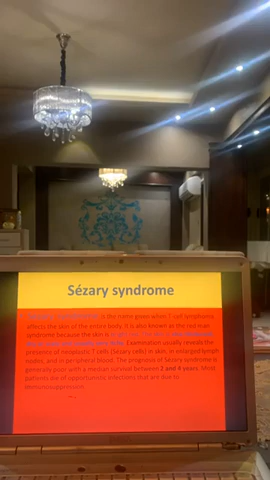 Sézary syndrome
is the name given when T cell lymphoma
affects the skin of the entire body. It is also known as the red man
syndrome because the skin is
Examination usually reveals the
presence of neoplastic T cells (Sézary cells) in skin, in enlarged lymph
nodes, and in peripheral blood. The prognosis of Sézary syndrome is
generally poor with a median survival between 2 and 4 years. Most
patients die of opportunistic infections that are due to
immunosuppression.